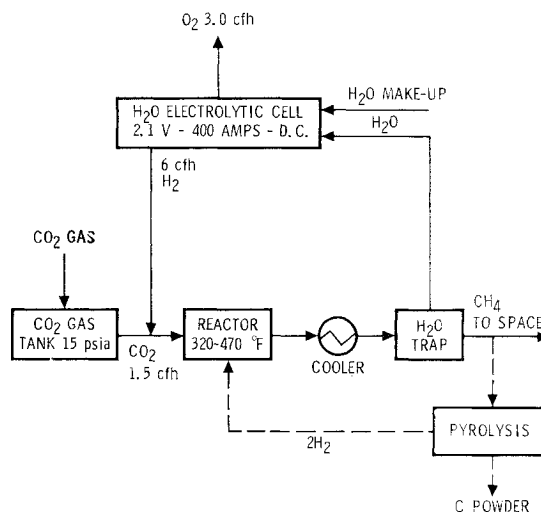 O₂ 3.0 cfh
H₂O ELECTROLYTIC CELL
2.1 V - 400 AMPS - D.C.
H₂O MAKE-UP
H₂O
6 cfh
H₂
CO₂ GAS
CO₂ GAS
TANK 15 psia
CO₂
1.5 cfh
REACTOR
320-470 °F
COOLER
H₂O
TRAP
CH₄
TO SPACE
2H₂
PYROLYSIS
C POWDER